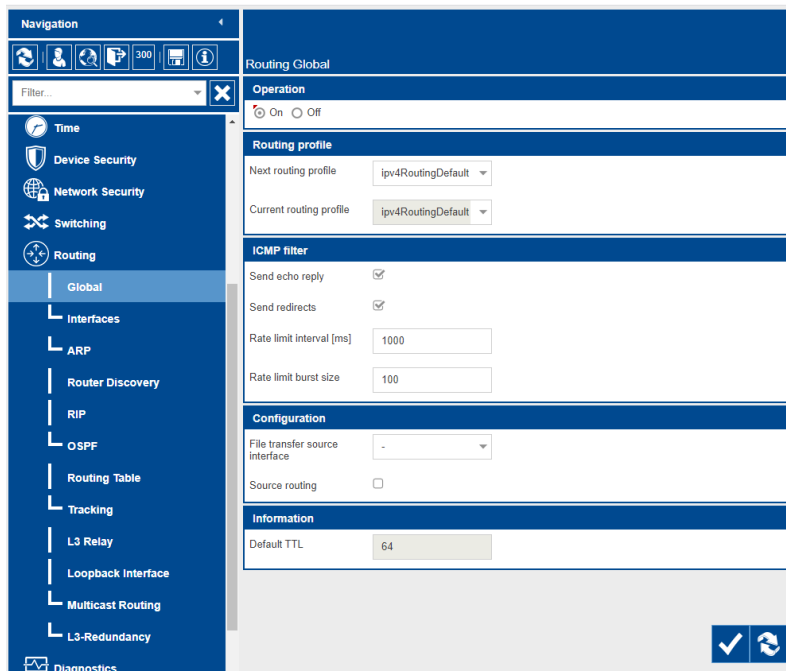 Navigation
300
Filter...
Time
Device Security
Network Security
Switching
Routing
Global
Interfaces
ARP
Router Discovery
RIP
OSPF
Routing Table
Tracking
L3 Relay
Loopback Interface
Multicast Routing
L3-Redundancy
Diagnostics
Routing Global
Operation
On Off
Routing profile
Next routing profile ipv4RoutingDefault
Current routing profile ipv4RoutingDefault
ICMP filter
Send echo reply
Send redirects
Rate limit interval [ms] 1000
Rate limit burst size 100
Configuration
File transfer source
interface -
Source routing
Information
Default TTL 64